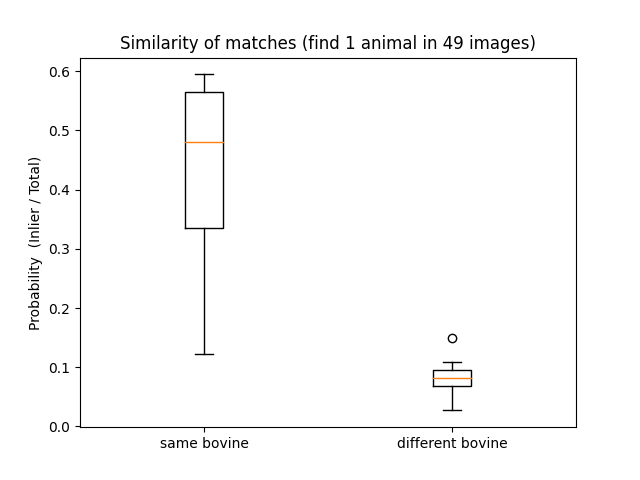 Similarity of matches (find 1 animal in 49 images)
Probability  (Inlier / Total)
0.6
0.5
0.4
0.3
0.2
0.1
0.0
same bovine
different bovine